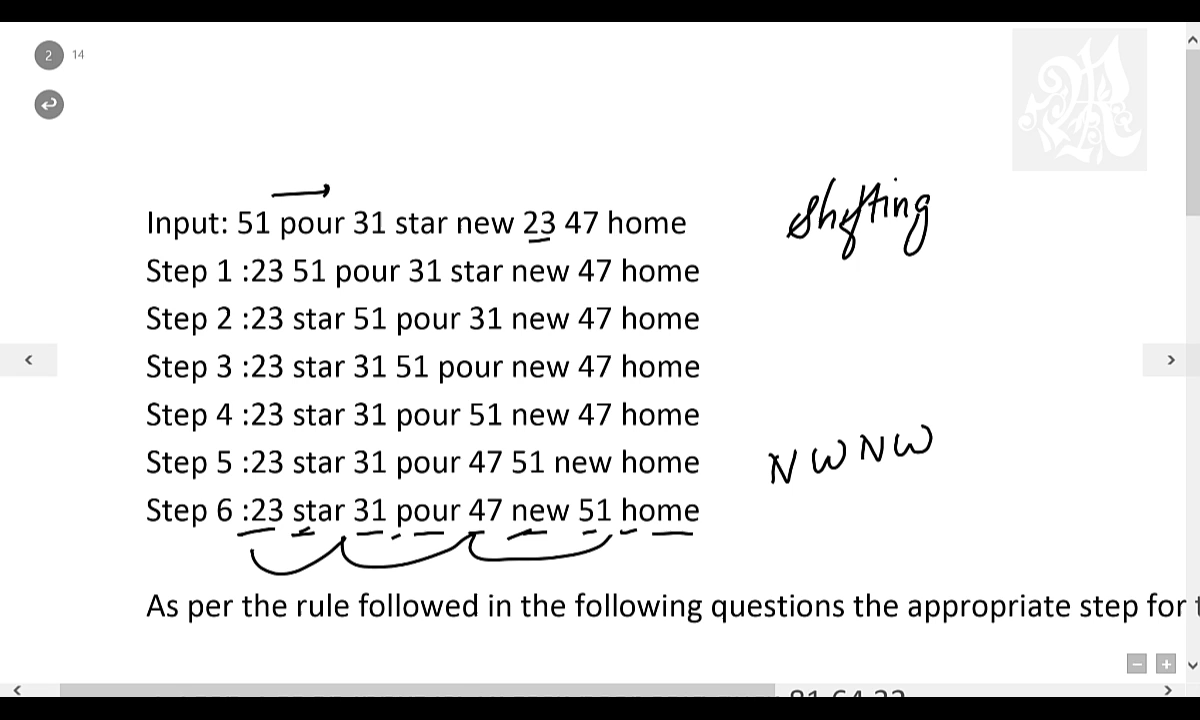 2 14
Input: 51 pour 31 star new 23 47 home
shifting
Step 1 :23 51 pour 31 star new 47 home
Step 2 :23 star 51 pour 31 new 47 home
Step 3 :23 star 31 51 pour new 47 home
Step 4 :23 star 31 pour 51 new 47 home
Step 5 :23 star 31 pour 47 51 new home
N W N W
Step 6 :23 star 31 pour 47 new 51 home
As per the rule followed in the following questions the appropriate step for